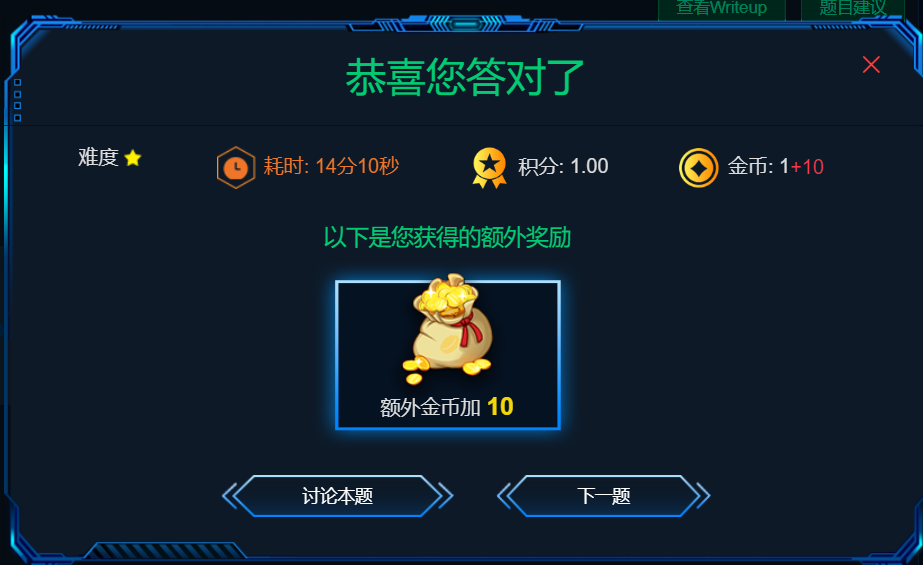 查看Writeup 题目建议
恭喜您答对了
难度 耗时: 14分10秒 积分: 1.00 金币: 1+10
以下是您获得的额外奖励
额外金币加 10
讨论本题 下一题